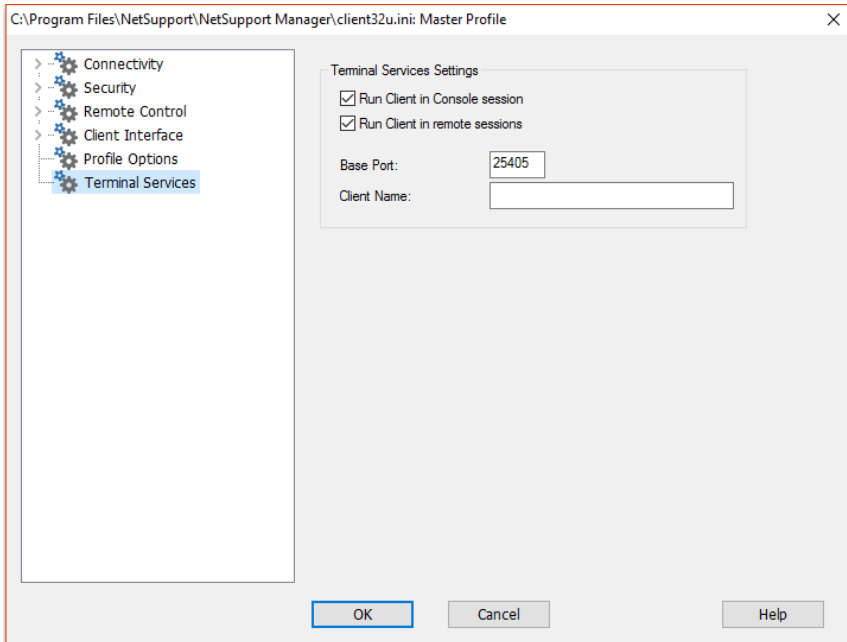 C:\Program Files\NetSupport\NetSupport Manager\client32u.ini: Master Profile
Connectivity
Security
Remote Control
Client Interface
Profile Options
Terminal Services
Terminal Services Settings
Run Client in Console session
Run Client in remote sessions
Base Port: 25405
Client Name:
OK Cancel Help